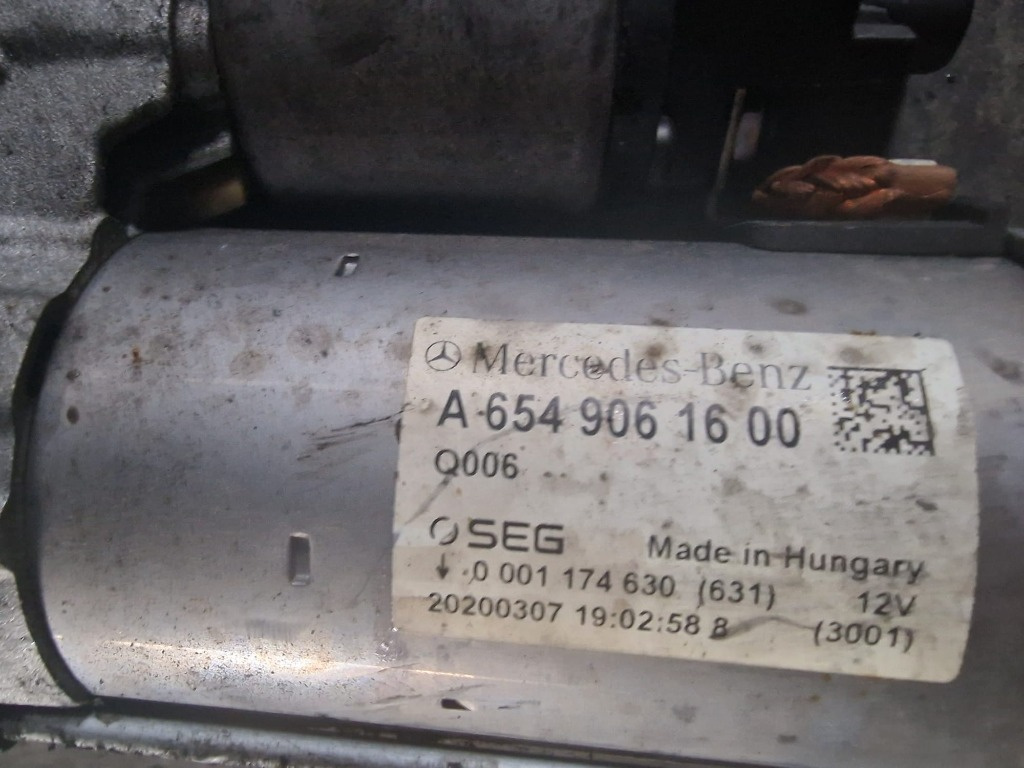 Mercedes-Benz
A 654 906 16 00
Q006
SEG Made in Hungary
0 001 174 630 (631) 12V
20200307 19:02:58 B (3001)